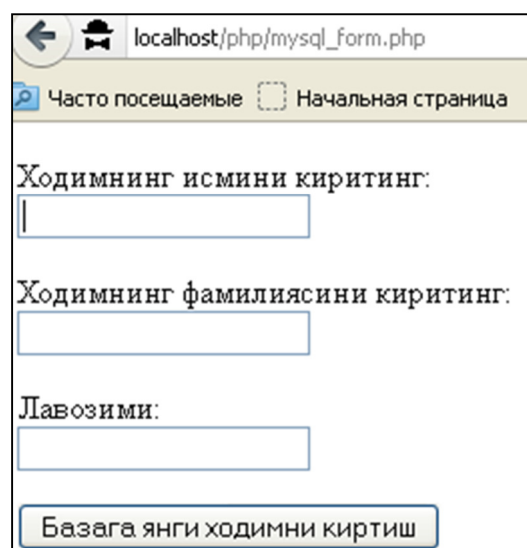 localhost/php/mysql_form.php
Часто посещаемые Начальная страница
Ходимнинг исмини киритинг:
Ходимнинг фамилиясини киритинг:
Лавозими:
Базага янги ходимни киртиш